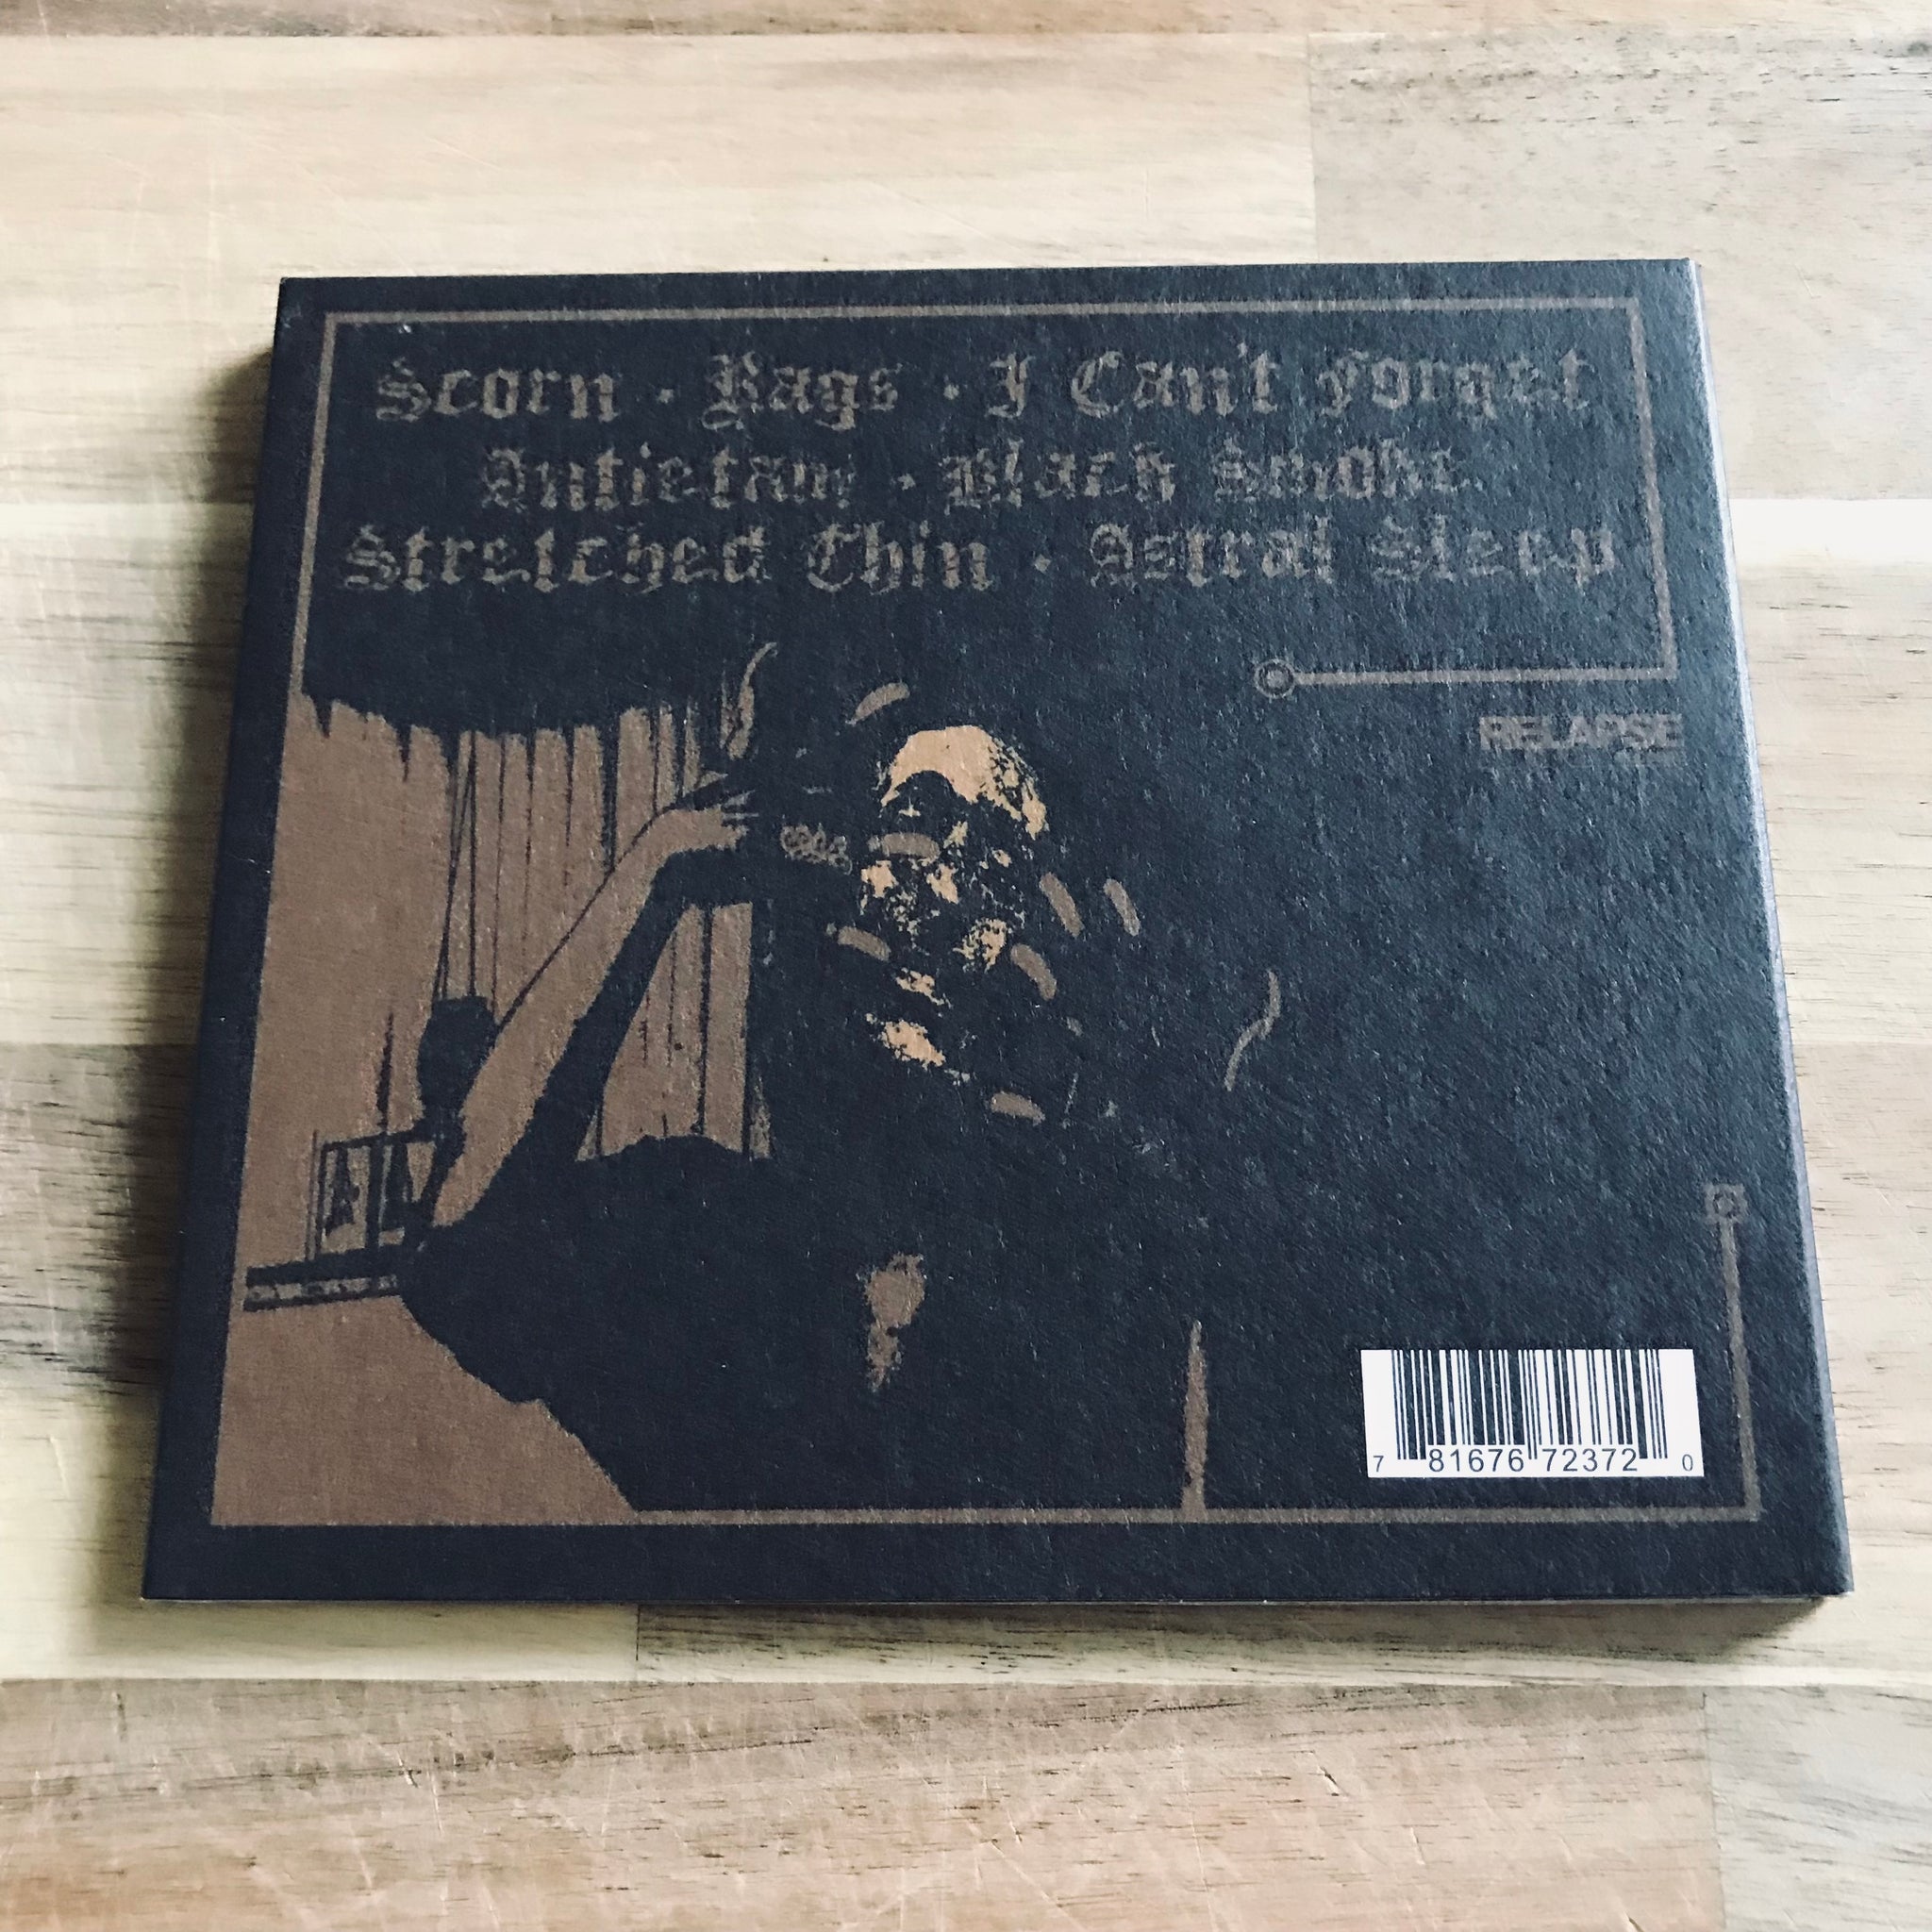 Scorn · Rags · I Can't Forget
Antietam · Black Smoke
Stretched Thin · Astral Sleep
RELAPSE
7 81676 72372 0